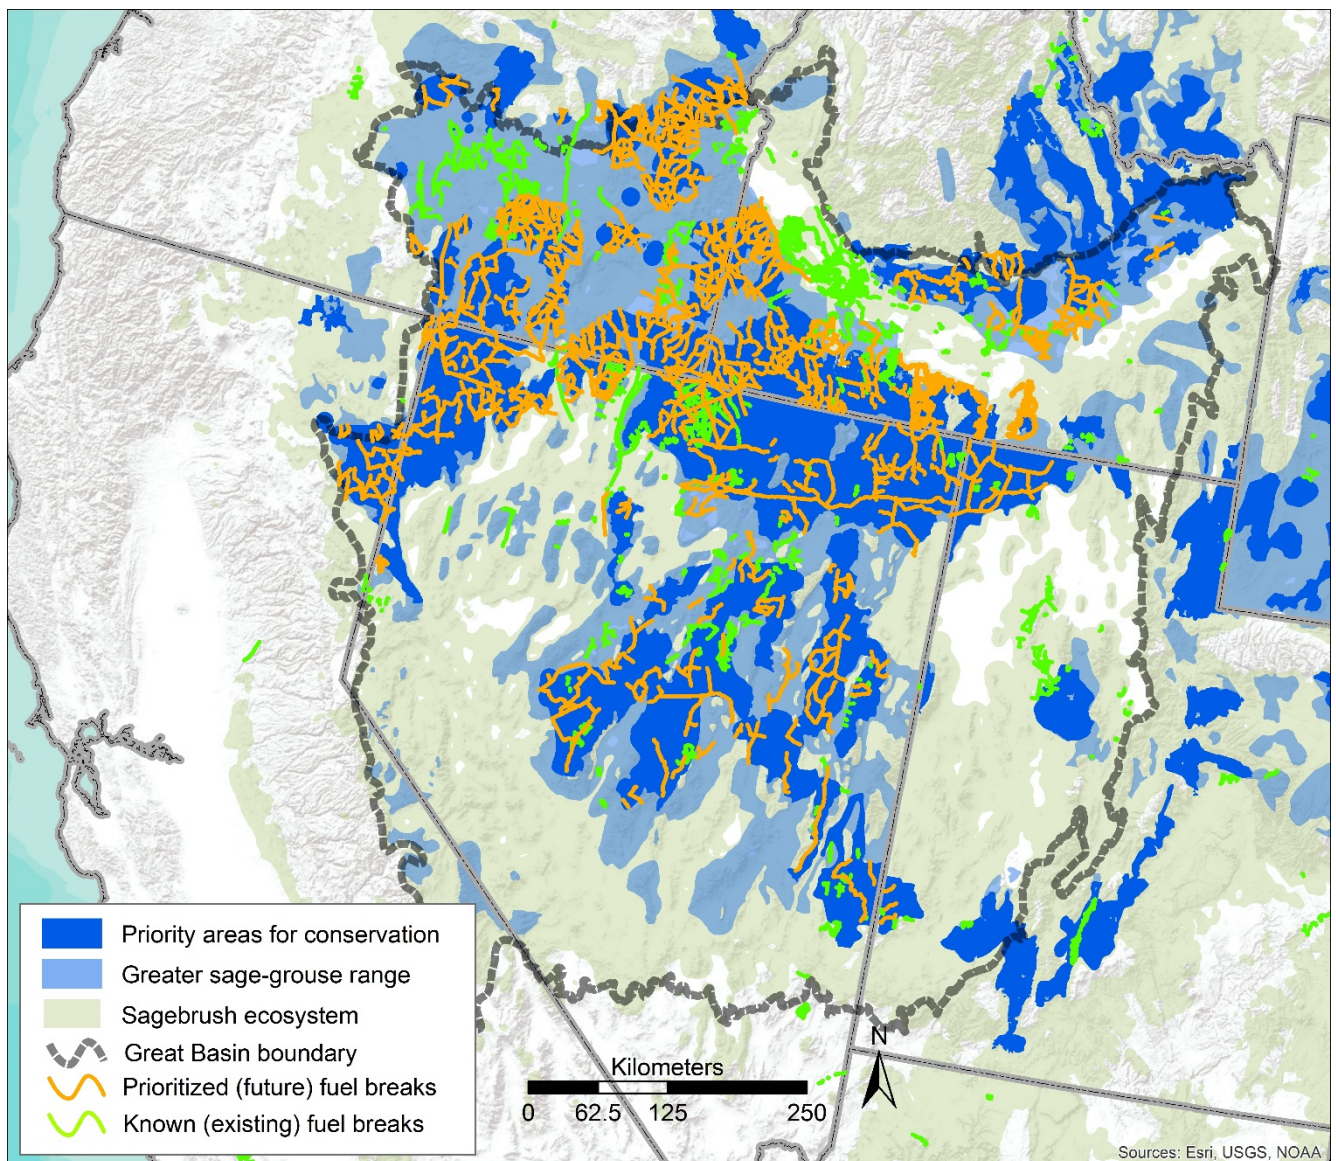 Priority areas for conservation
Greater sage-grouse range
Sagebrush ecosystem
Great Basin boundary
Prioritized (future) fuel breaks
Known (existing) fuel breaks
Kilometers
0 62.5 125 250
N
Sources: Esri, USGS, NOAA